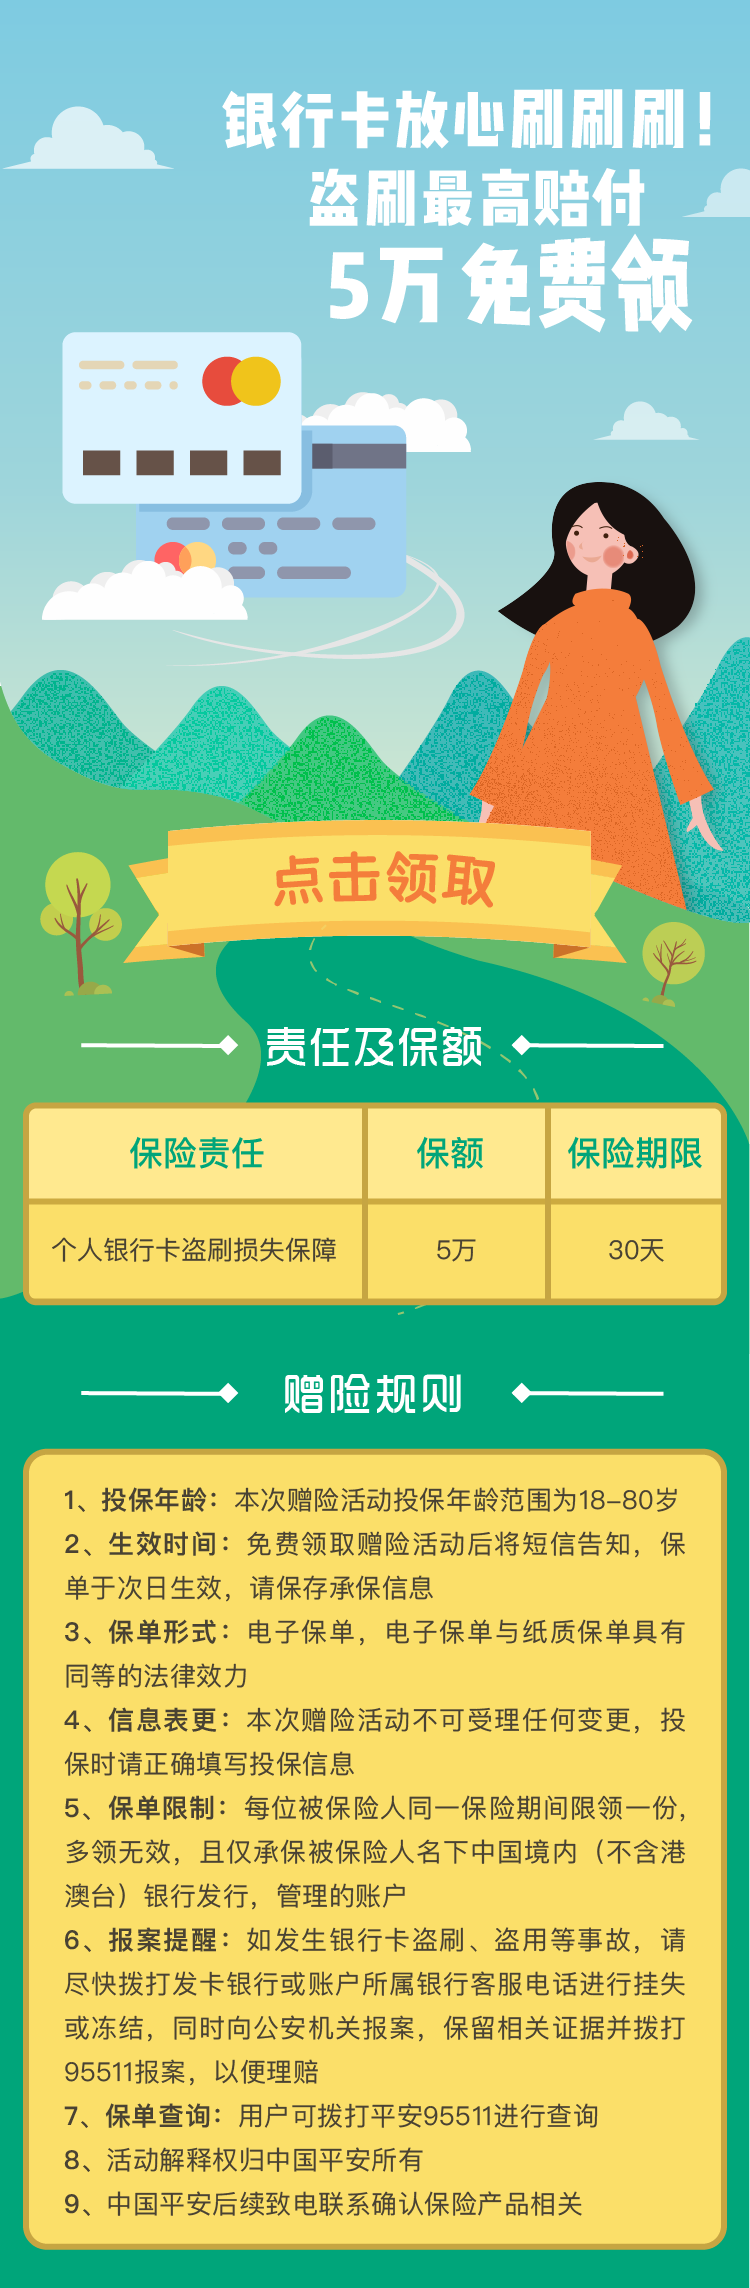 银行卡放心刷刷刷！
盗刷最高赔付
5万免费领
点击领取
责任及保额
保险责任 保额 保险期限
个人银行卡盗刷损失保障 5万 30天
赠险规则
1、投保年龄：本次赠险活动投保年龄范围为18-80岁
2、生效时间：免费领取赠险活动后将短信告知，保
单于次日生效，请保存承保信息
3、保单形式：电子保单，电子保单与纸质保单具有
同等的法律效力
4、信息表更：本次赠险活动不可受理任何变更，投
保时请正确填写投保信息
5、保单限制：每位被保险人同一保险期间限领一份，
多领无效，且仅承保被保险人名下中国境内（不含港
澳台）银行发行，管理的账户
6、报案提醒：如发生银行卡盗刷、盗用等事故，请
尽快拨打发卡银行或账户所属银行客服电话进行挂失
或冻结，同时向公安机关报案，保留相关证据并拨打
95511报案，以便理赔
7、保单查询：用户可拨打平安95511进行查询
8、活动解释权归中国平安所有
9、中国平安后续致电联系确认保险产品相关